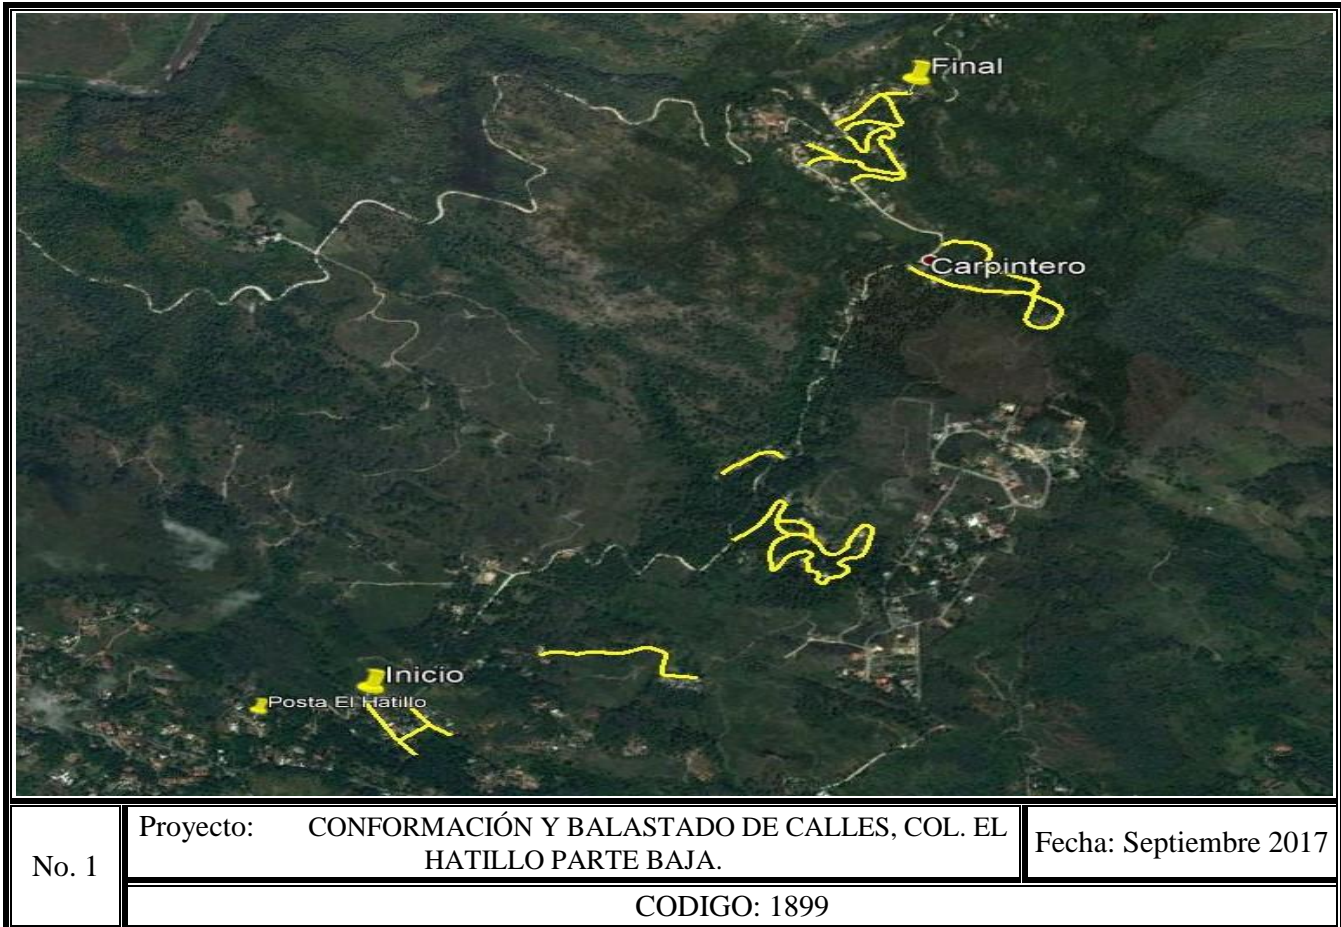 Final
Carpintero
Inicio
Posta El Hatillo
No. 1
Proyecto: CONFORMACIÓN Y BALASTADO DE CALLES, COL. EL
HATILLO PARTE BAJA.
Fecha: Septiembre 2017
CODIGO: 1899